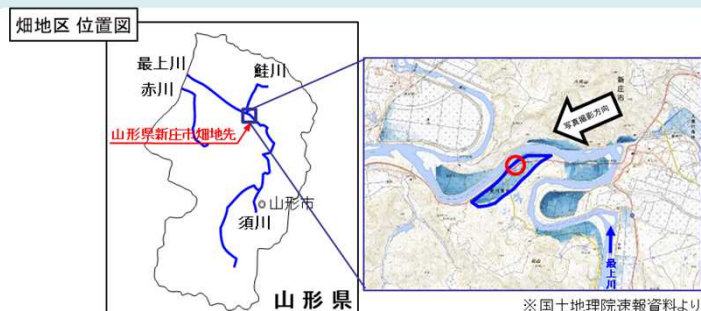 畑地区 位置図
最上川
赤川
鮭川
山形県新庄市畑地先
山形市
須川
山形県
新庄市
写真撮影方向
最上川
※国土地理院速報資料より